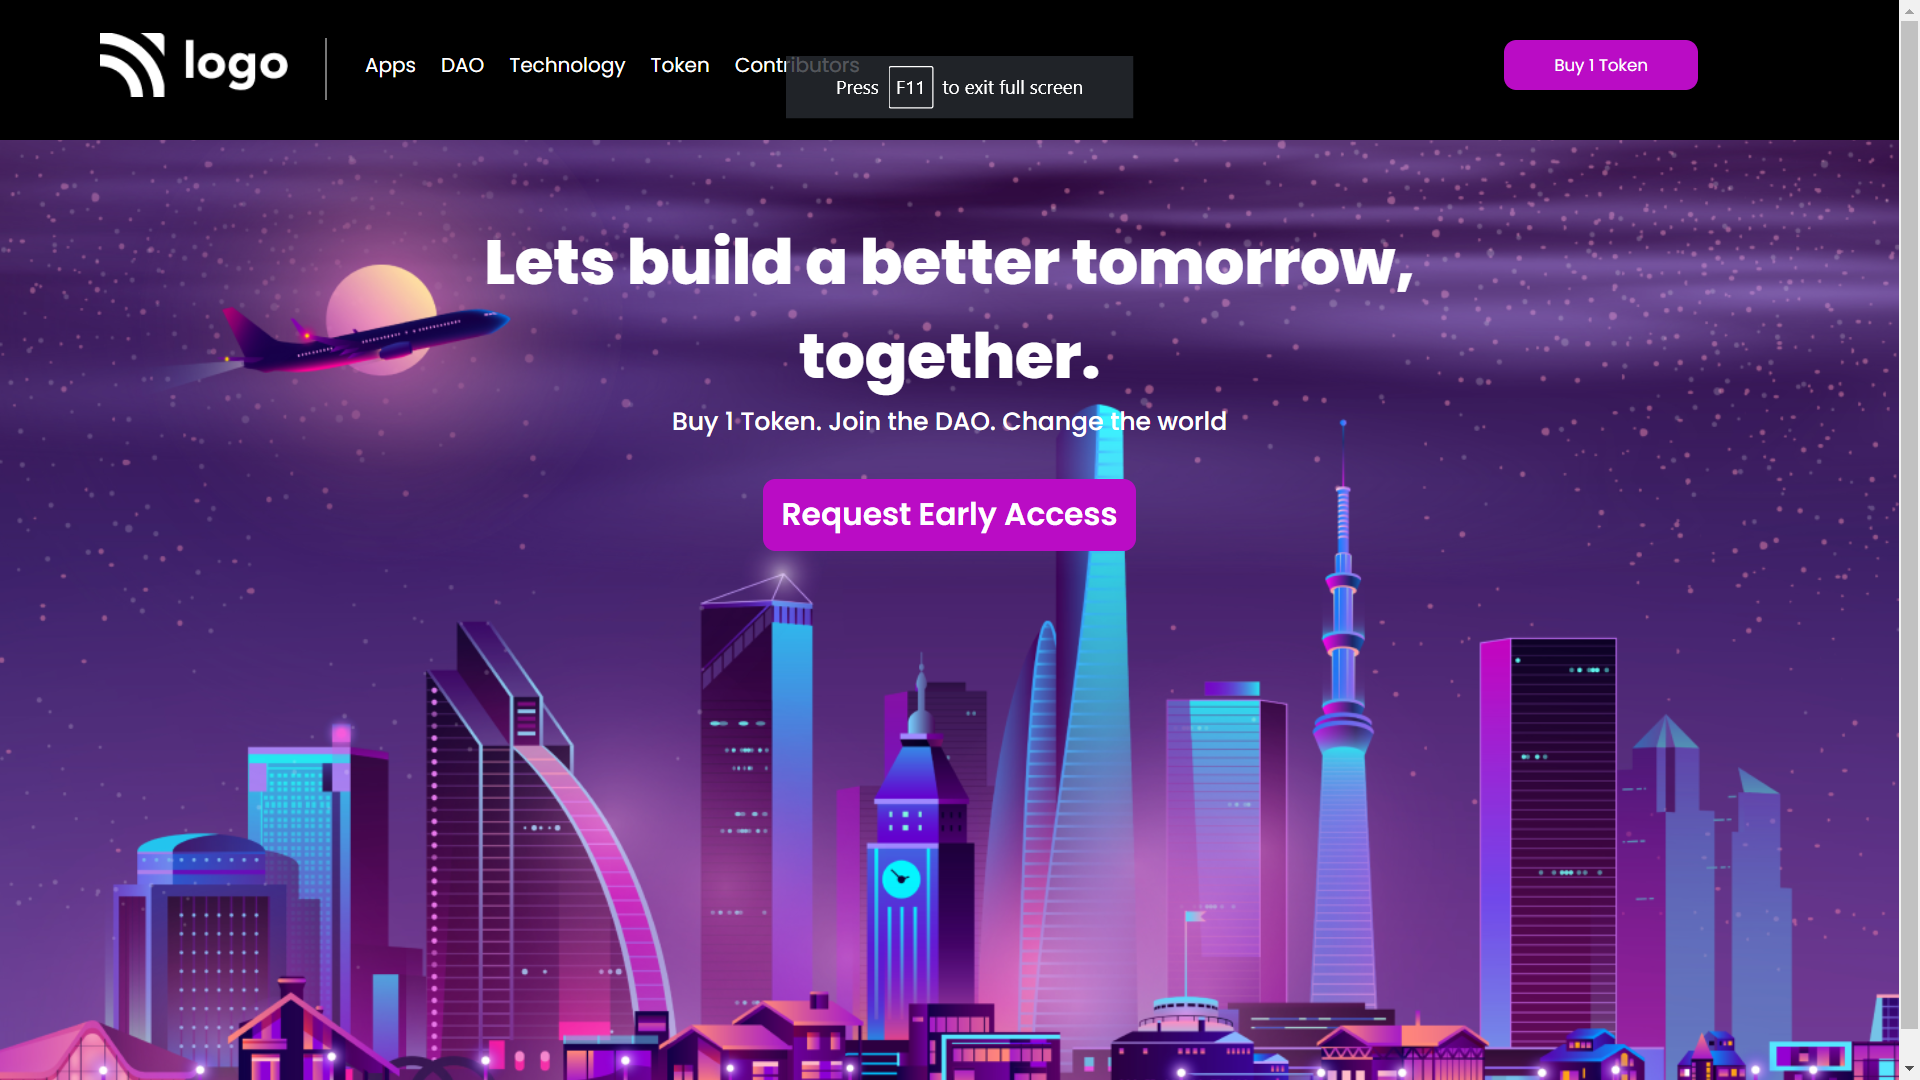 logo
Apps DAO Technology Token Contributors
Press F11 to exit full screen
Buy 1 Token
Lets build a better tomorrow,
together.
Buy 1 Token. Join the DAO. Change the world
Request Early Access